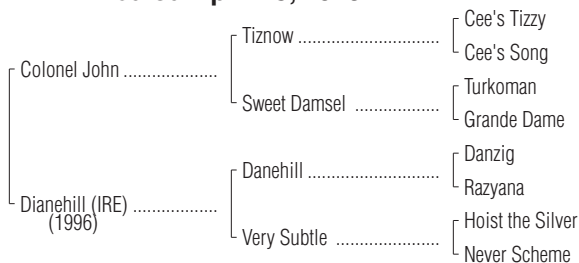 Cee's Tizzy
Tiznow
Cee's Song
Colonel John
Turkoman
Sweet Damsel
Grande Dame
Danzig
Danehill
Razyana
Dianehill (IRE)
(1996)
Hoist the Silver
Very Subtle
Never Scheme